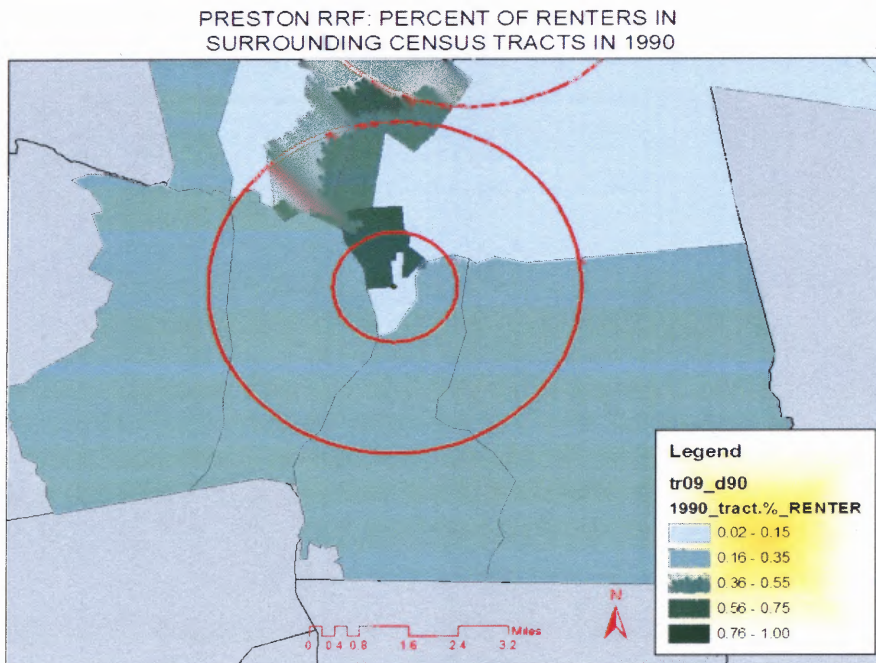 PRESTON RRF: PERCENT OF RENTERS IN
SURROUNDING CENSUS TRACTS IN 1990
Legend
tr09_d90
1990_tract.%_RENTER
0.02 - 0.15
0.16 - 0.35
0.36 - 0.55
0.56 - 0.75
0.76 - 1.00
N
Miles
0 0.4 0.8 1.6 2.4 3.2